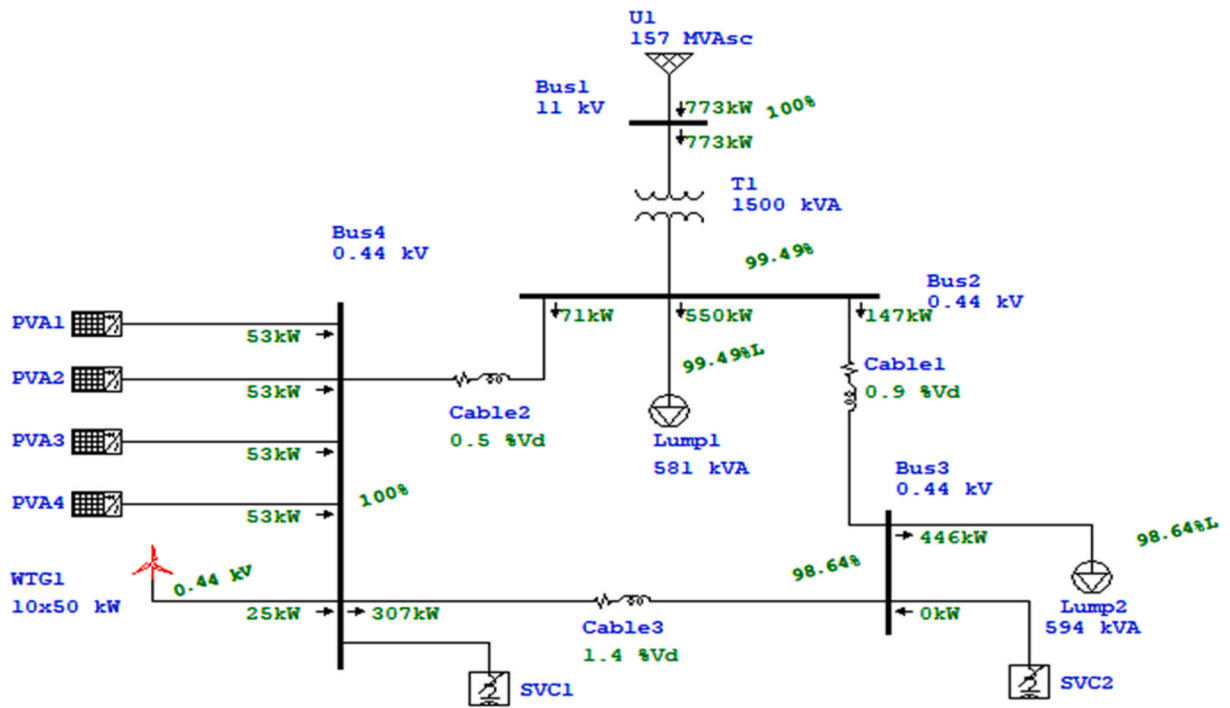 U1
157 MVAsc
Bus1
11 kV
773kW
100%
773kW
T1
1500 kVA
Bus4
0.44 kV
99.49%
Bus2
0.44 kV
PVA1
53kW
71kW
550kW
147kW
99.49%L
PVA2
53kW
Cable1
0.9 %Vd
Cable2
0.5 %Vd
PVA3
53kW
Lump1
581 kVA
Bus3
0.44 kV
PVA4
53kW
100%
446kW
98.64%L
98.64%
WTG1
10x50 kW
0.44 kV
25kW
307kW
Cable3
1.4 %Vd
0kW
Lump2
594 kVA
SVC1
SVC2